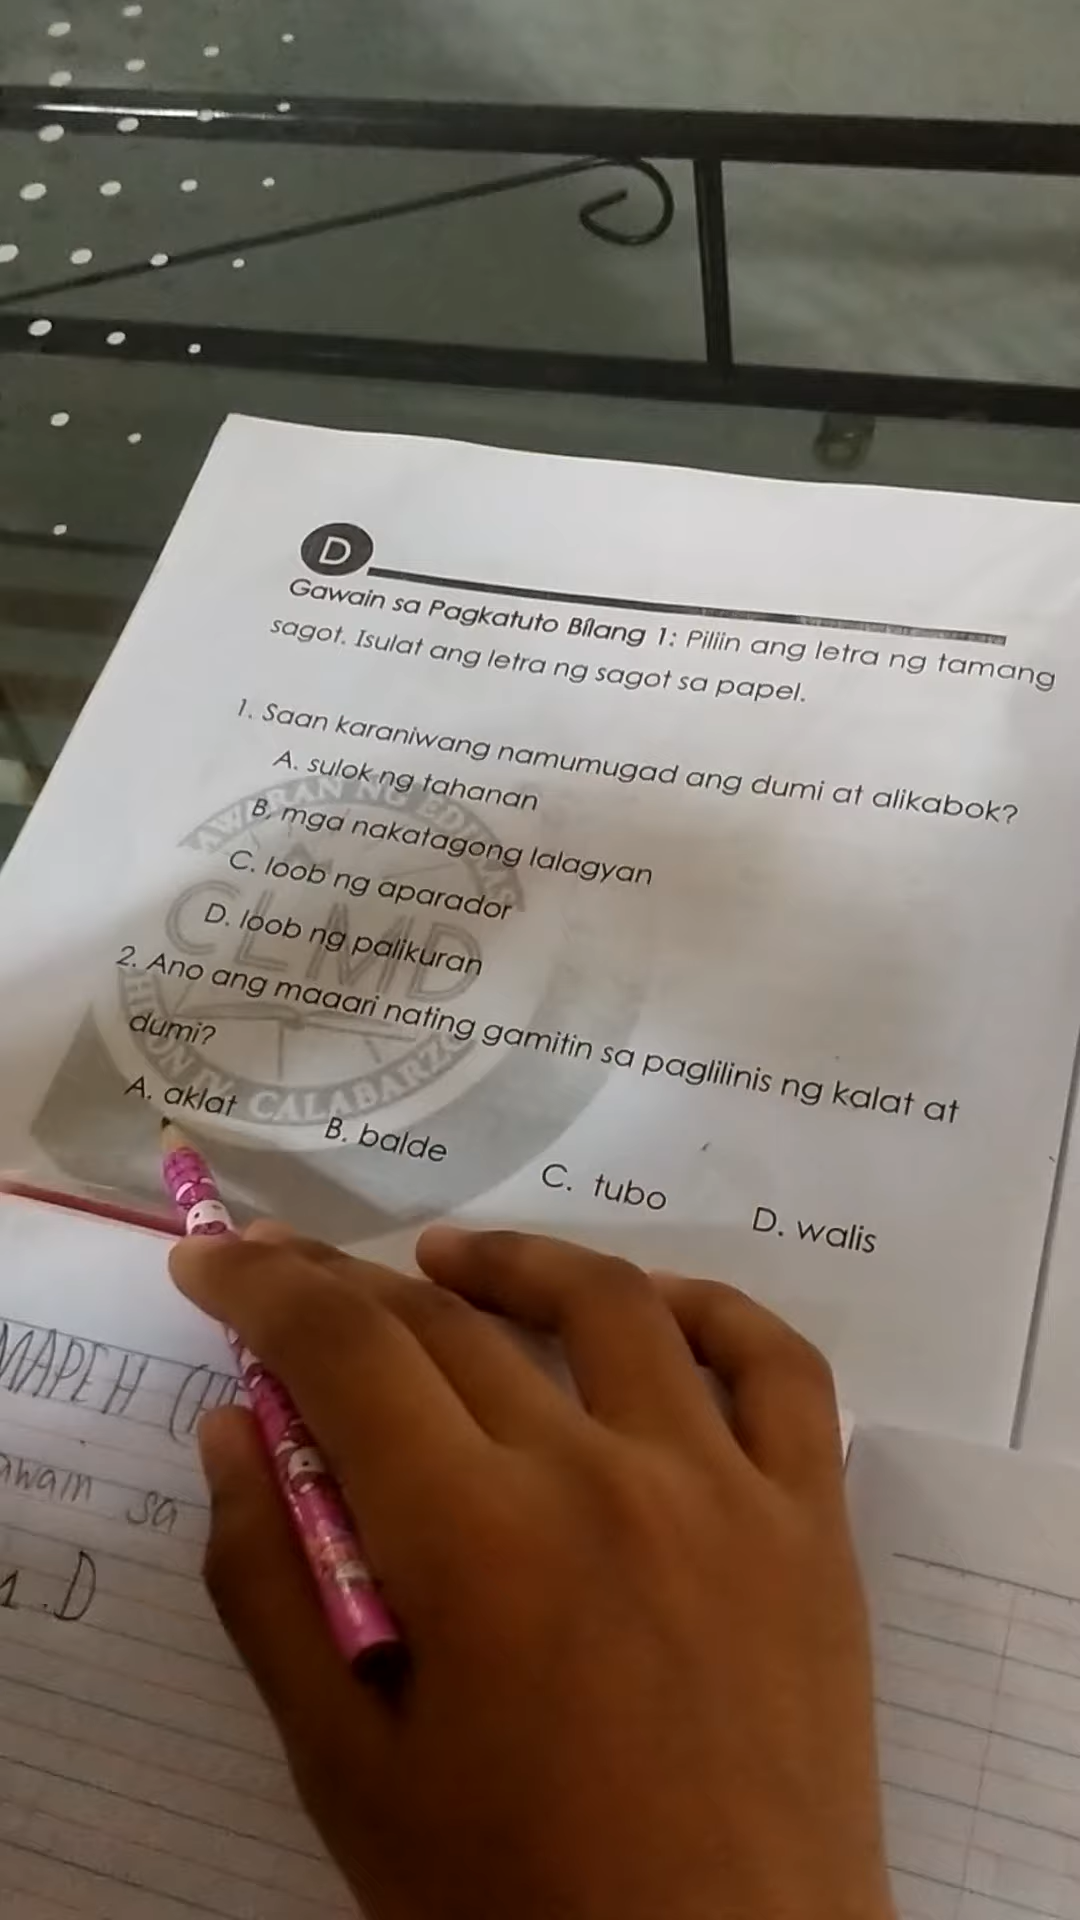 D
Gawain sa Pagkatuto Bilang 1: Piliin ang letra ng tamang
sagot. Isulat ang letra ng sagot sa papel.
1. Saan karaniwang namumugad ang dumi at alikabok?
A. sulok ng tahanan
B. mga nakatagong lalagyan
C. loob ng aparador
D. loob ng palikuran
2. Ano ang maaari nating gamitin sa paglilinis ng kalat at
dumi?
A. aklat B. balde C. tubo D. walis
CLMD
CALABARZON
MAPEH
sa
1. D